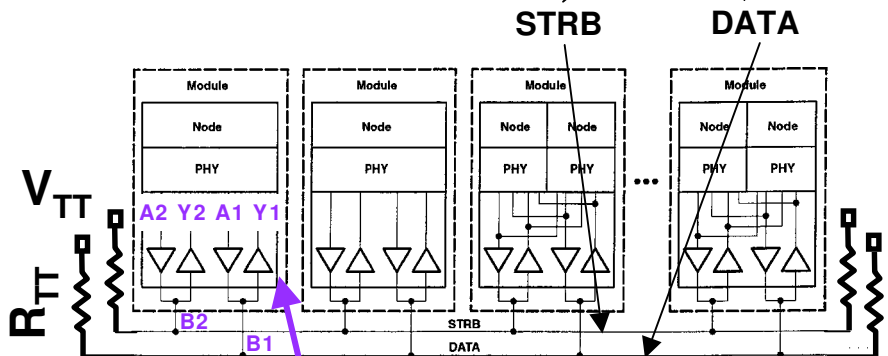 STRB DATA
Module Module Module Module
Node Node Node Node Node Node
PHY PHY PHY PHY PHY PHY
...
VTT
A2 Y2 A1 Y1
RTT
B2
STRB
B1
DATA